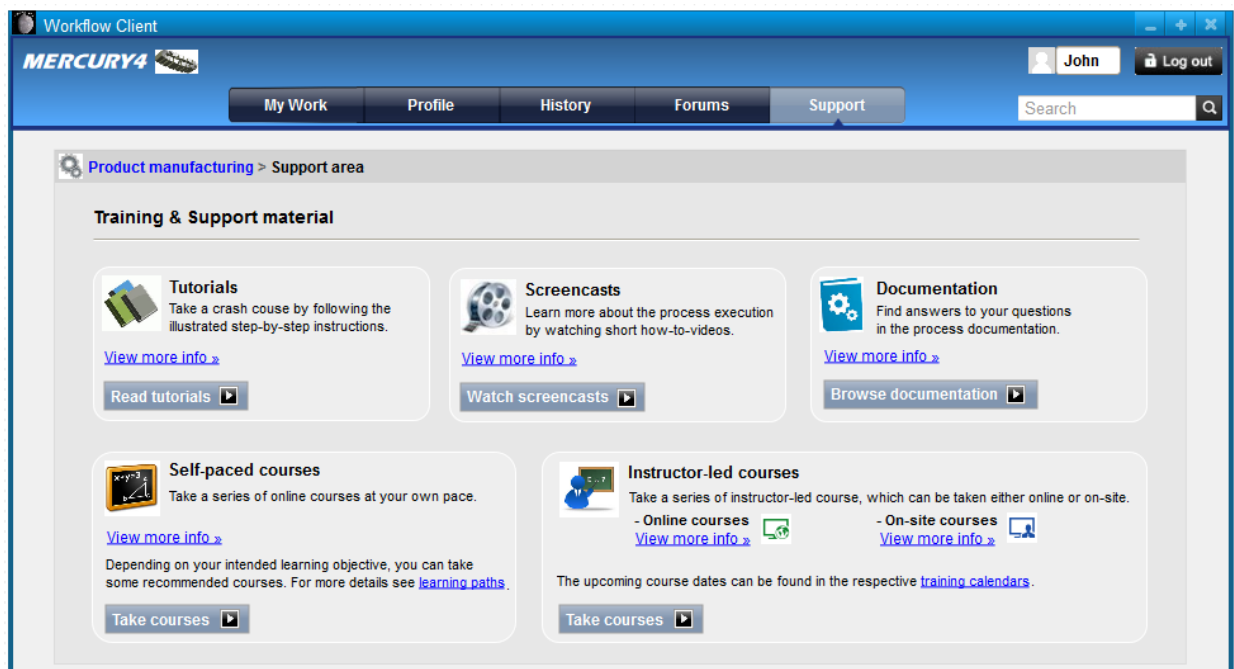 Workflow Client
MERCURY4
John
Log out
My Work Profile History Forums Support
Search
Product manufacturing > Support area
Training & Support material
Tutorials
Take a crash couse by following the
illustrated step-by-step instructions.
View more info »
Read tutorials
Screencasts
Learn more about the process execution
by watching short how-to-videos.
View more info »
Watch screencasts
Documentation
Find answers to your questions
in the process documentation.
View more info »
Browse documentation
Self-paced courses
Take a series of online courses at your own pace.
View more info »
Depending on your intended learning objective, you can take
some recommended courses. For more details see learning paths.
Take courses
Instructor-led courses
Take a series of instructor-led course, which can be taken either online or on-site.
- Online courses
View more info »
- On-site courses
View more info »
The upcoming course dates can be found in the respective training calendars.
Take courses